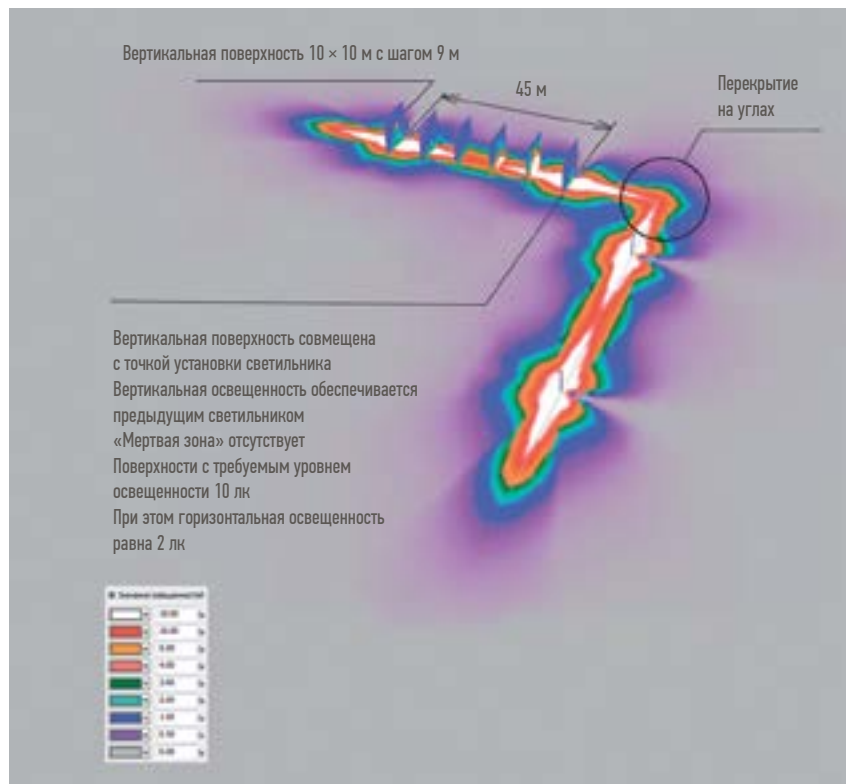 Вертикальная поверхность 10 × 10 м с шагом 9 м
45 м
Перекрытие
на углах
Вертикальная поверхность совмещена
с точкой установки светильника
Вертикальная освещенность обеспечивается
предыдущим светильником
«Мертвая зона» отсутствует
Поверхности с требуемым уровнем
освещенности 10 лк
При этом горизонтальная освещенность
равна 2 лк